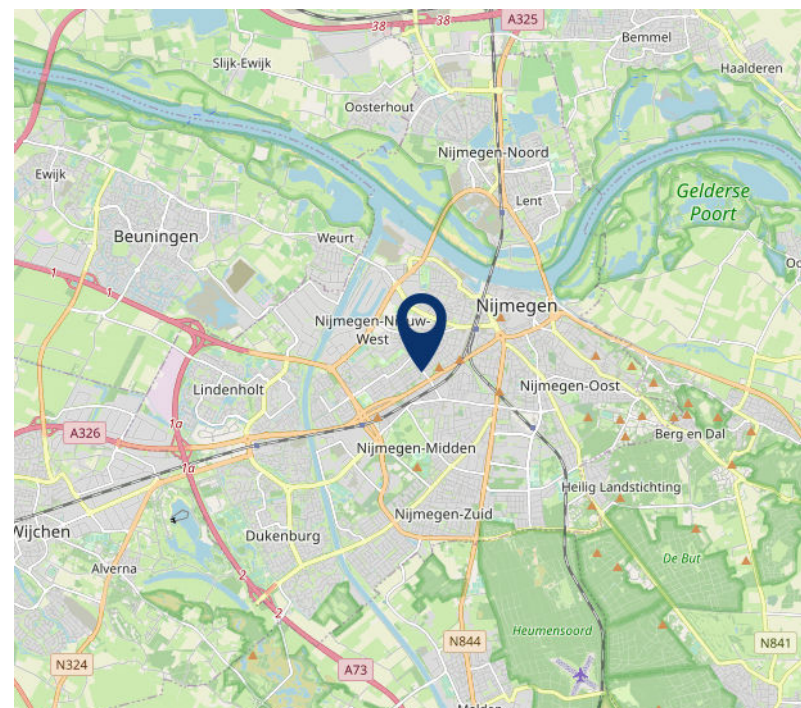 38
38
A325
Bemmel
Slijk-Ewijk
Haalderen
Oosterhout
Nijmegen-Noord
Ewijk
Gelderse
Poort
Lent
Beuningen
Weurt
1
1
Nijmegen
Nijmegen-Nieuw-
West
Lindenholt
Nijmegen-Oost
A326
1a
Berg en Dal
Nijmegen-Midden
1a
Heilig Landstichting
Nijmegen-Zuid
Wijchen
Dukenburg
De But
Alverna
2
2
Heumensoord
N844
N841
N324
A73